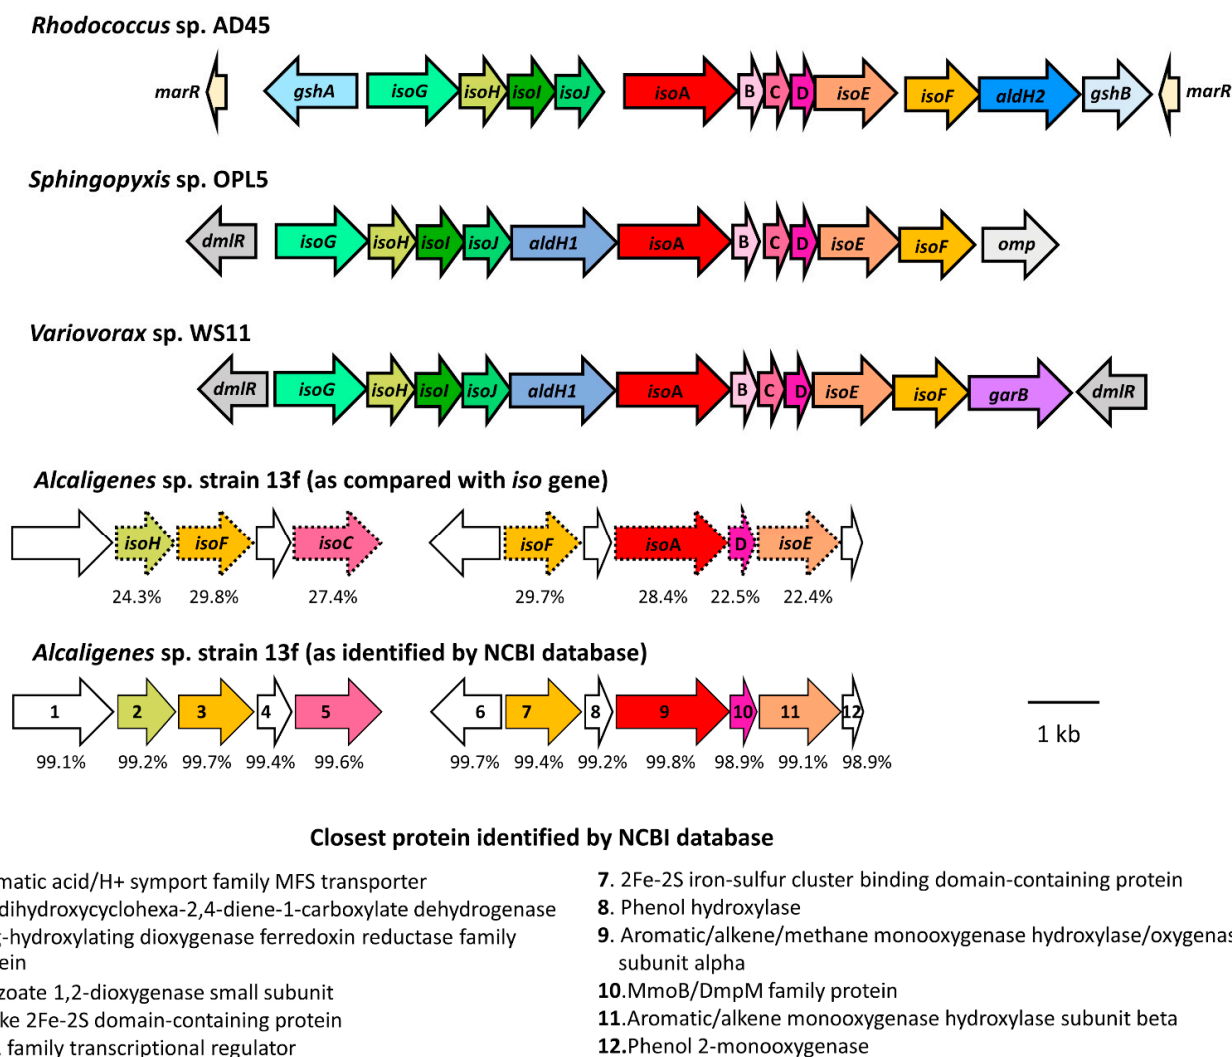 Rhodococcus sp. AD45
marR gshA isoG isoH isoI isoJ isoA B C D isoE isoF aldH2 gshB marR
Sphingopyxis sp. OPL5
dmlR isoG isoH isoI isoJ aldH1 isoA B C D isoE isoF omp
Variovorax sp. WS11
dmlR isoG isoH isoI isoJ aldH1 isoA B C D isoE isoF garB dmlR
Alcaligenes sp. strain 13f (as compared with iso gene)
isoH isoF isoC isoF isoA D isoE
24.3% 29.8% 27.4% 29.7% 28.4% 22.5% 22.4%
Alcaligenes sp. strain 13f (as identified by NCBI database)
1 2 3 4 5 6 7 8 9 10 11 12
99.1% 99.2% 99.7% 99.4% 99.6% 99.7% 99.4% 99.2% 99.8% 98.9% 99.1% 98.9%
1 kb
Closest protein identified by NCBI database
matic acid/H+ symport family MFS transporter
dihydroxycyclohexa-2,4-diene-1-carboxylate dehydrogenase
g-hydroxylating dioxygenase ferredoxin reductase family
ein
zoate 1,2-dioxygenase small subunit
ke 2Fe-2S domain-containing protein
family transcriptional regulator
7. 2Fe-2S iron-sulfur cluster binding domain-containing protein
8. Phenol hydroxylase
9. Aromatic/alkene/methane monooxygenase hydroxylase/oxygenas
subunit alpha
10.MmoB/DmpM family protein
11.Aromatic/alkene monooxygenase hydroxylase subunit beta
12.Phenol 2-monooxygenase